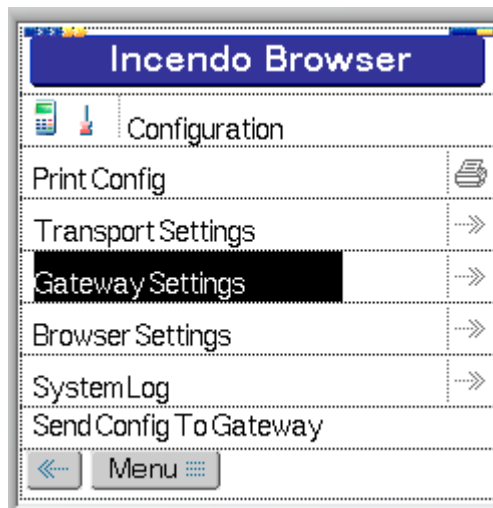 Incendo Browser
Configuration
Print Config
Transport Settings
Gateway Settings
Browser Settings
System Log
Send Config To Gateway
Menu